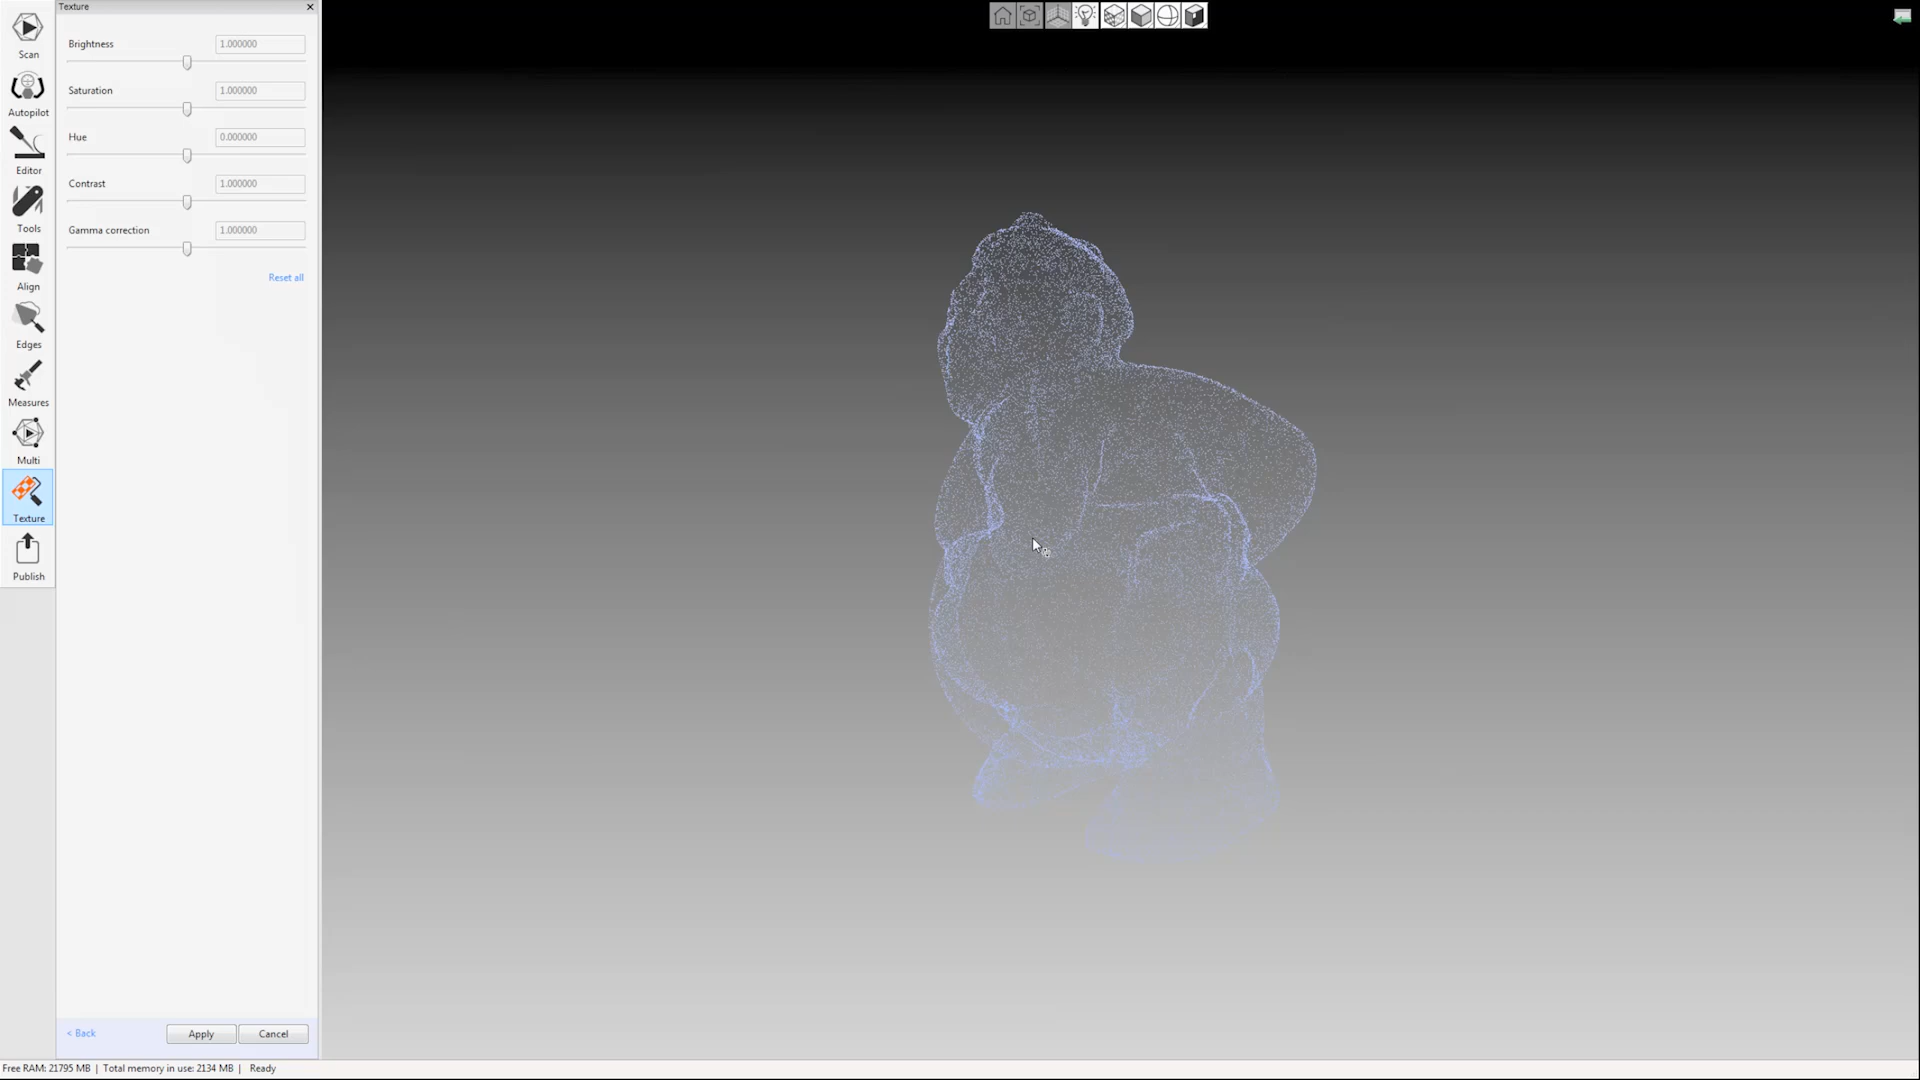 Texture
Scan
Autopilot
Editor
Tools
Align
Edges
Measures
Multi
Texture
Publish
Brightness 1.000000
Saturation 1.000000
Hue 0.000000
Contrast 1.000000
Gamma correction 1.000000
Reset all
< Back Apply Cancel
Free RAM: 21795 MB | Total memory in use: 2134 MB | Ready